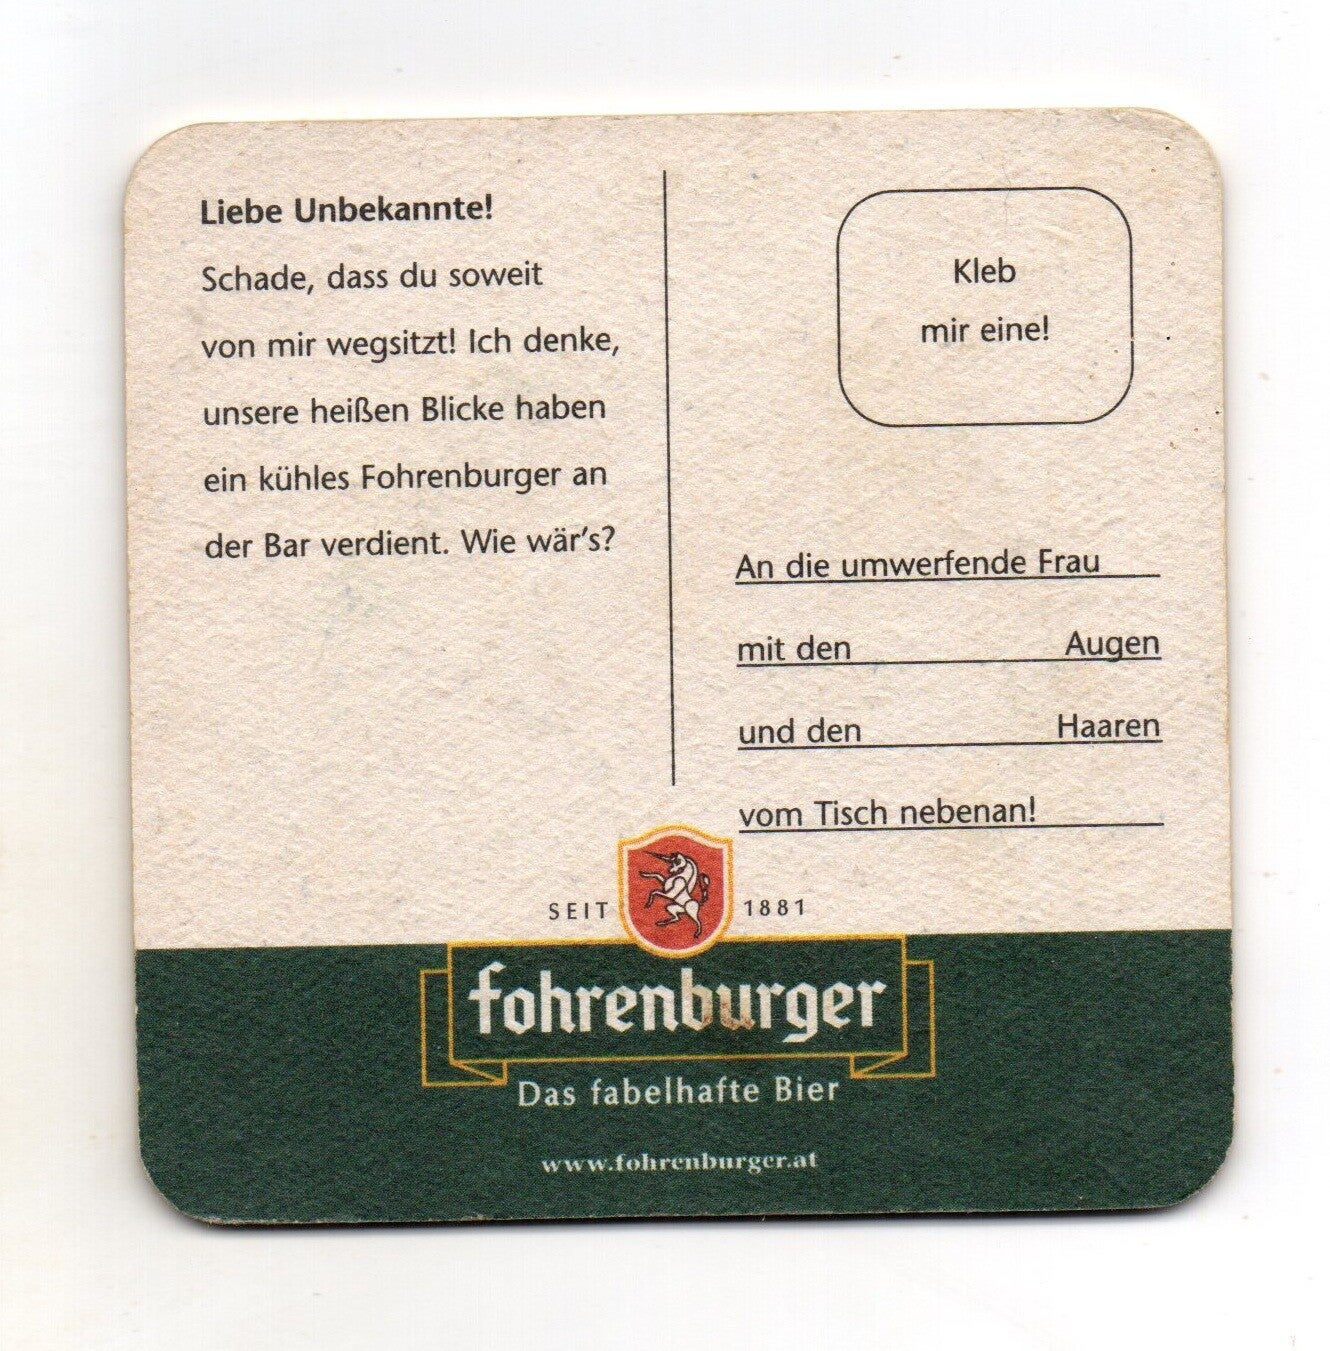 Liebe Unbekannte!
Schade, dass du soweit
von mir wegsitzt! Ich denke,
unsere heißen Blicke haben
ein kühles Fohrenburger an
der Bar verdient. Wie wär's?
Kleb
mir eine!
An die umwerfende Frau
mit den Augen
und den Haaren
vom Tisch nebenan!
SEIT 1881
fohrenburger
Das fabelhafte Bier
www.fohrenburger.at